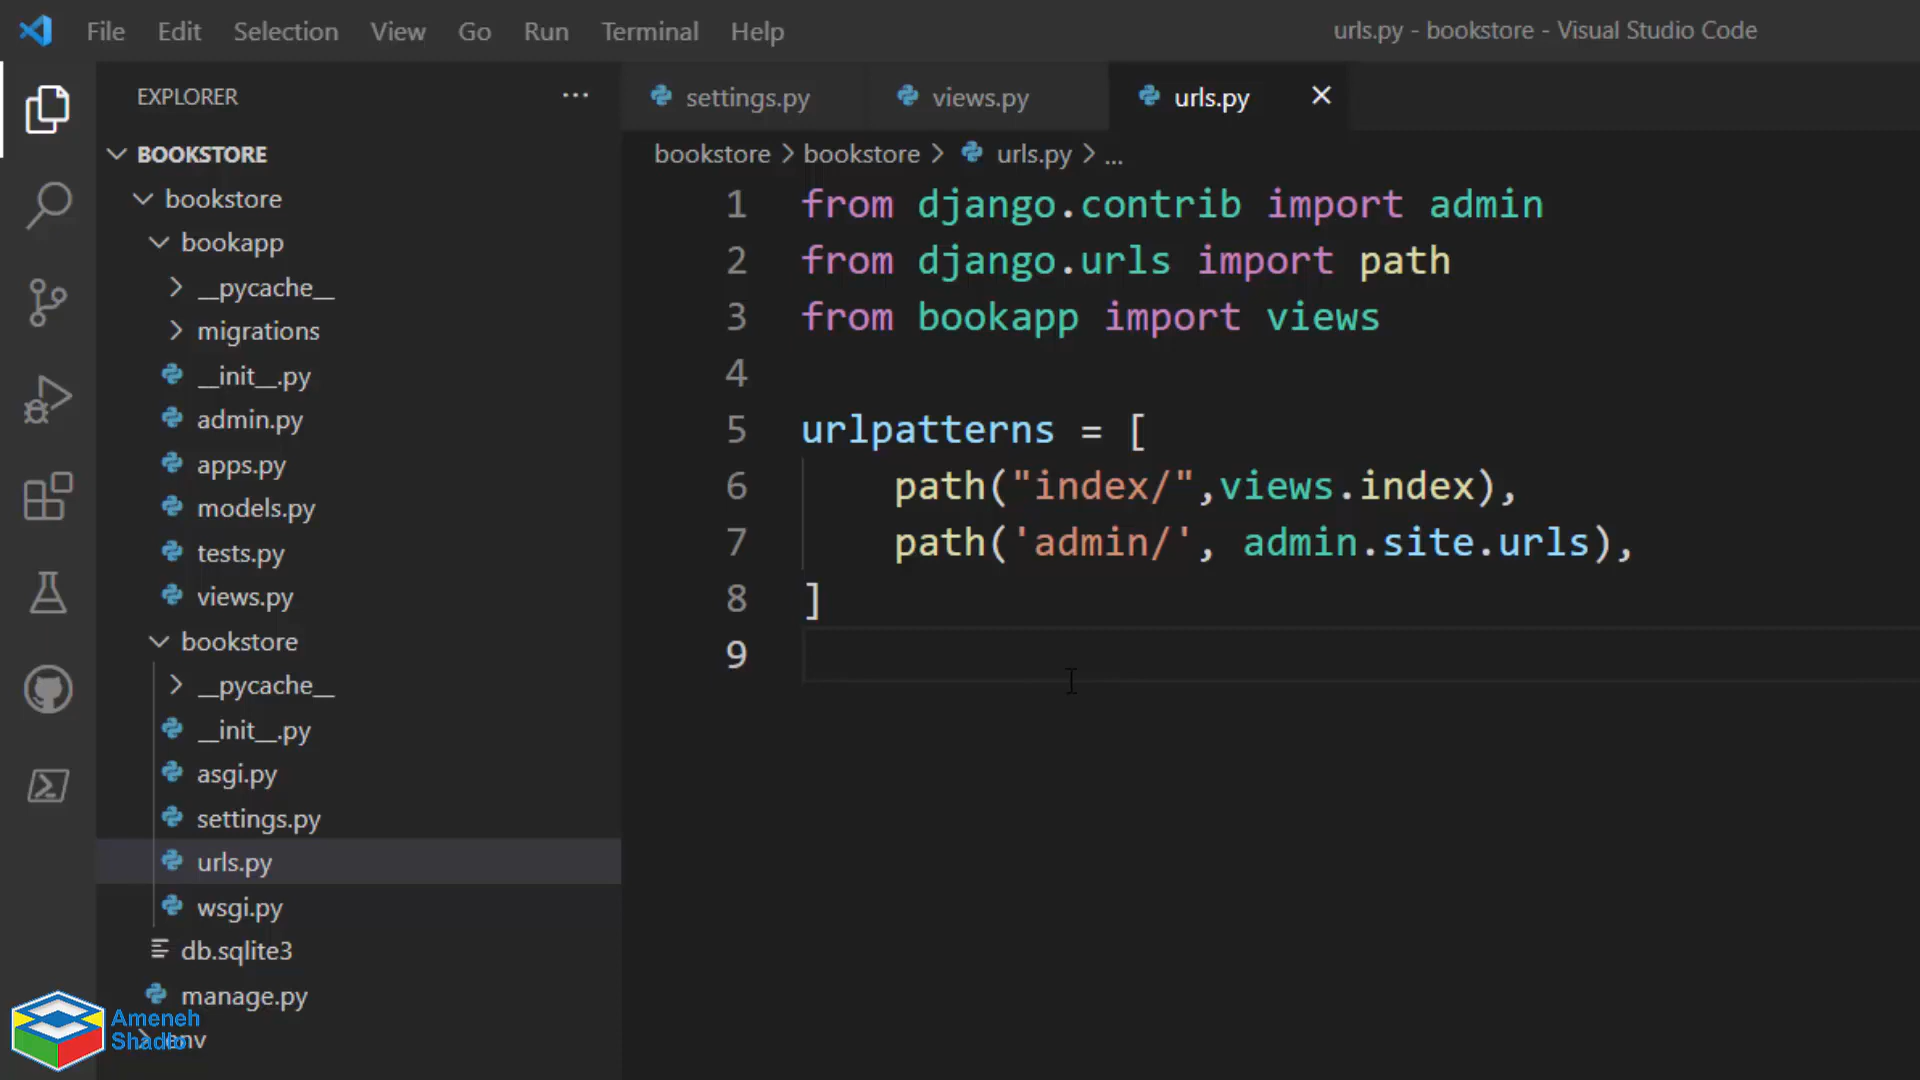 File Edit Selection View Go Run Terminal Help
urls.py - bookstore - Visual Studio Code
EXPLORER
BOOKSTORE
bookstore
bookapp
__pycache__
migrations
__init__.py
admin.py
apps.py
models.py
tests.py
views.py
bookstore
__pycache__
__init__.py
asgi.py
settings.py
urls.py
wsgi.py
db.sqlite3
manage.py
env
settings.py views.py urls.py
bookstore > bookstore > urls.py > ...
1 from django.contrib import admin
2 from django.urls import path
3 from bookapp import views
4
5 urlpatterns = [
6 path("index/",views.index),
7 path('admin/', admin.site.urls),
8 ]
9
Ameneh